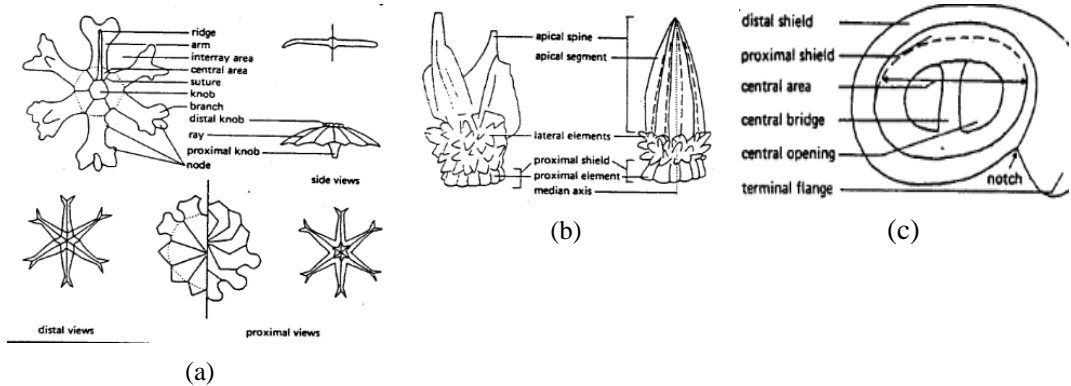 ridge
arm
interray area
central area
suture
knob
branch
distal knob
ray
proximal knob
node
side views
distal views
proximal views
(a)
apical spine
apical segment
lateral elements
proximal shield
proximal element
median axis
(b)
distal shield
proximal shield
central area
central bridge
central opening
notch
terminal flange
(c)